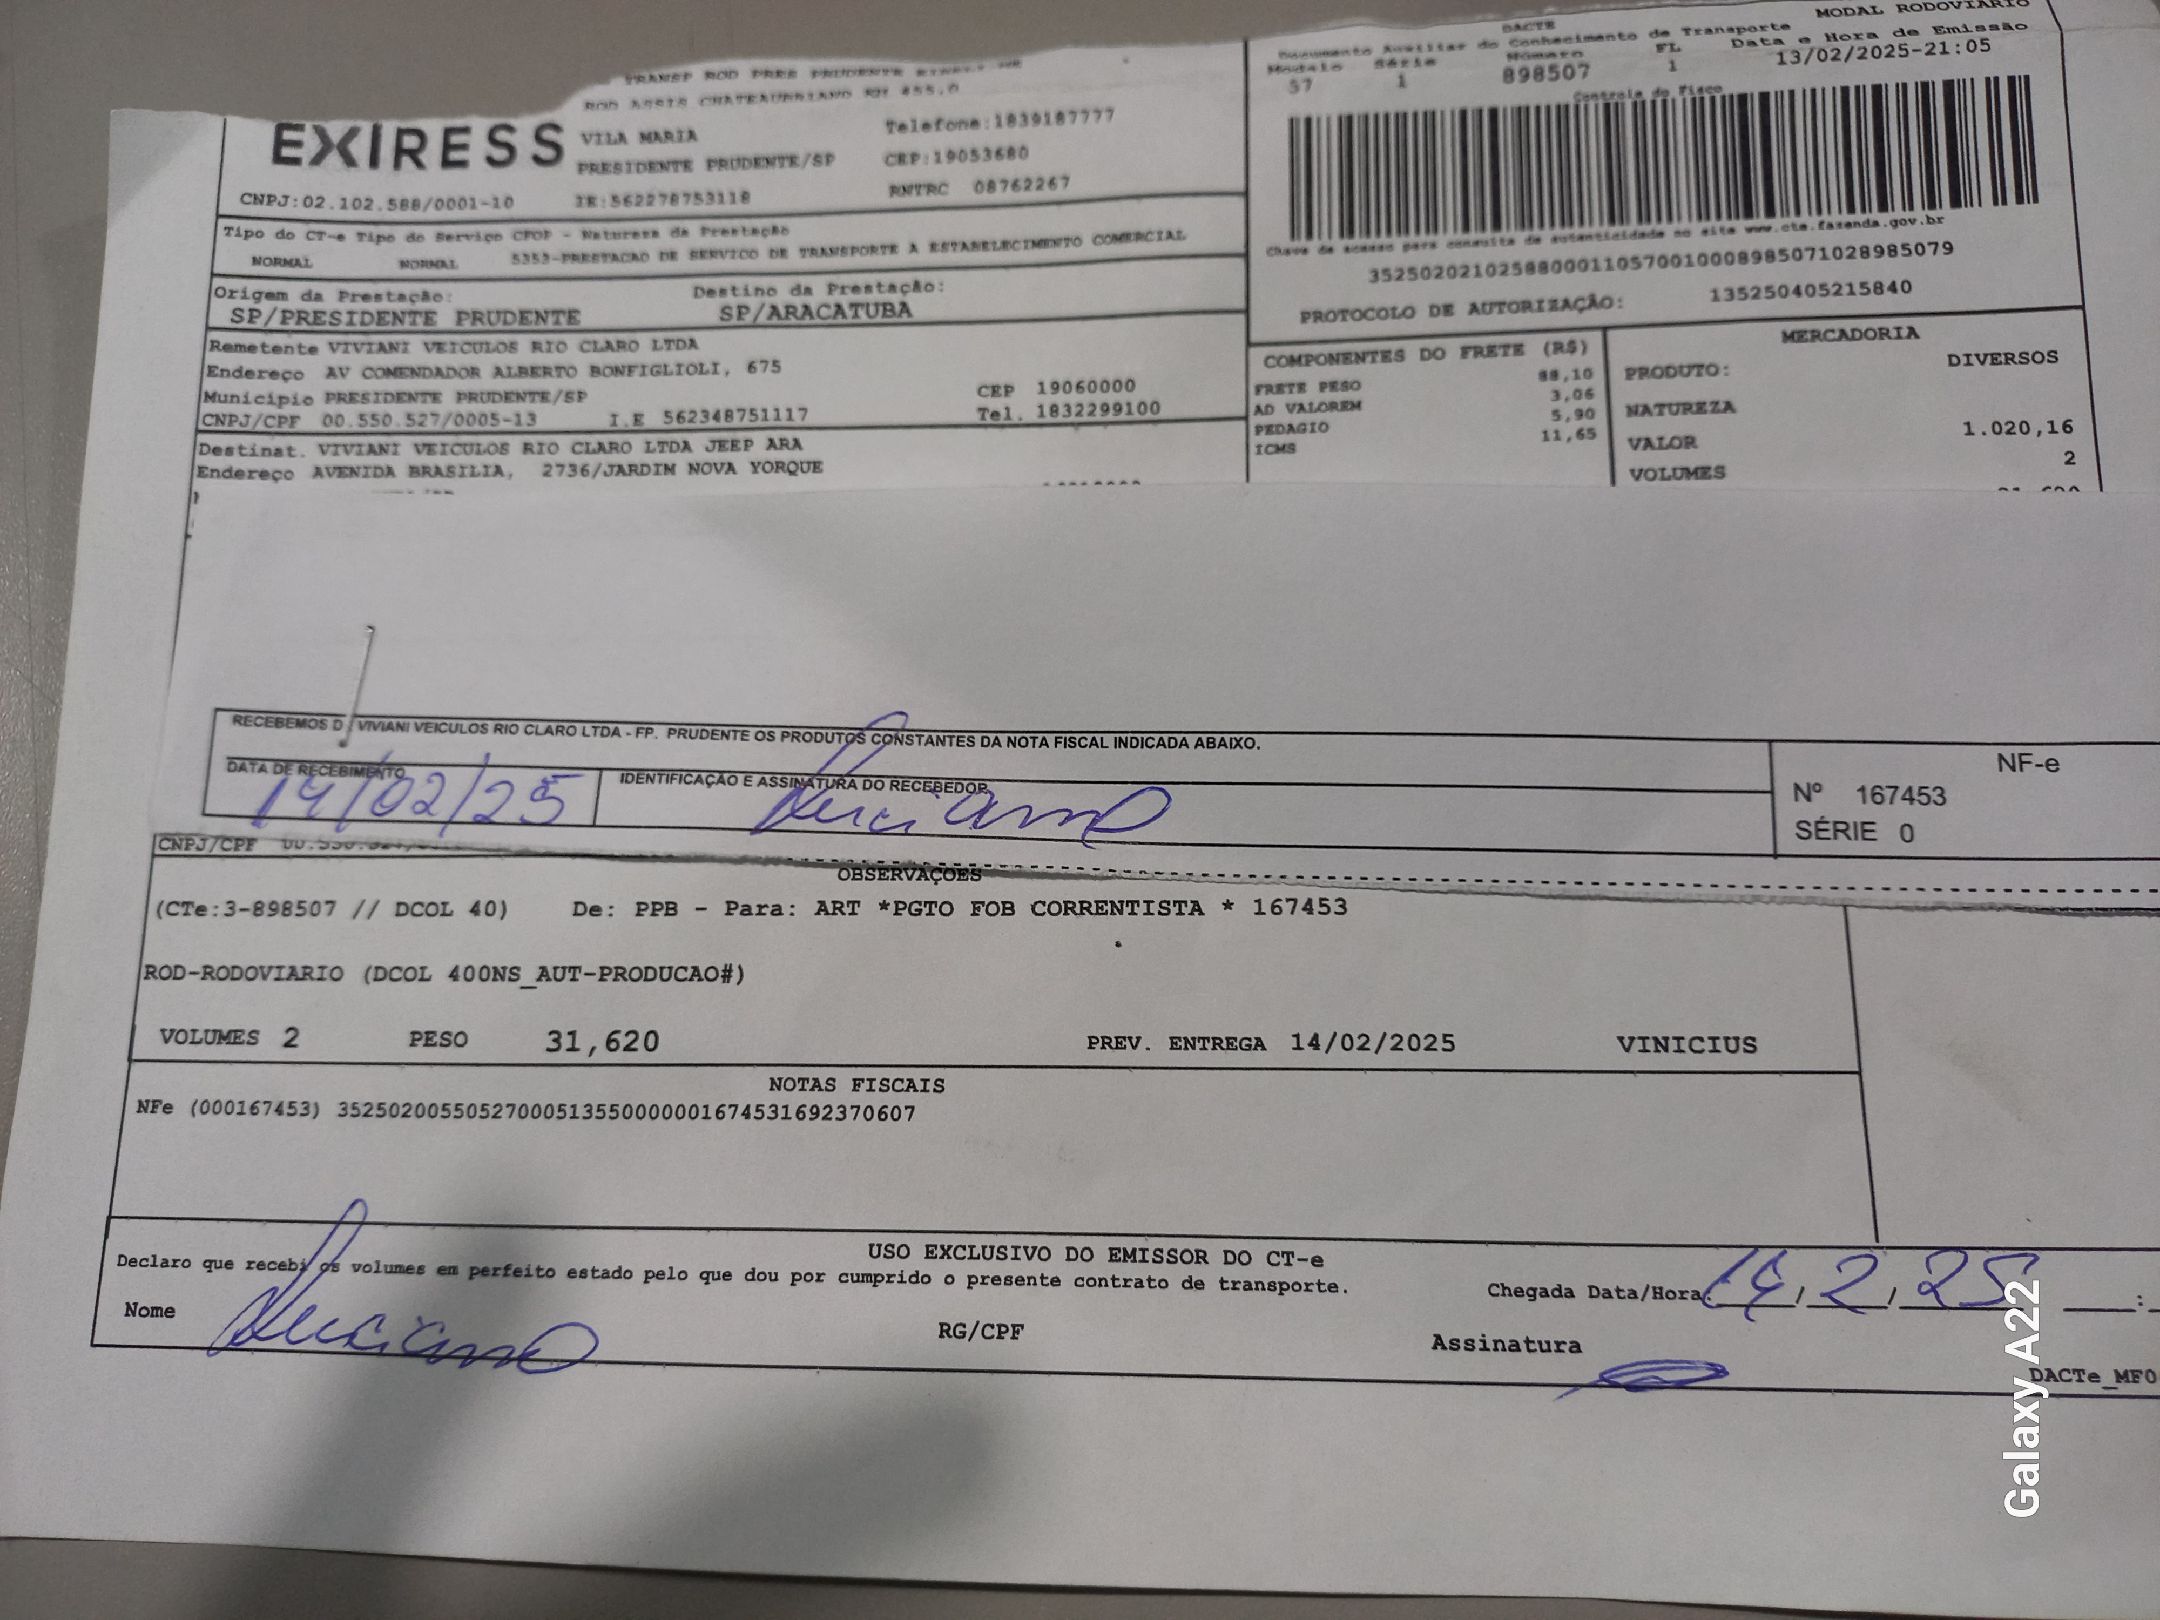 DACTE
MODAL RODOVIARIO
Documento Auxiliar do Conhecimento de Transporte
Modelo Série Número FL Data e Hora de Emissão
57 1 898507 1 13/02/2025-21:05
Controle do Fisco
TRANSP ROD PRES PRUDENTE
ROD ASSIS CHATEAUBRIAND KM 455,0
EXIRESS
VILA MARIA Telefone:1839187777
PRESIDENTE PRUDENTE/SP CEP:19053680
CNPJ:02.102.588/0001-10 IE:562278753118 RNTRC 08762267
Tipo do CT-e Tipo do Serviço CFOP - Natureza da Prestação
NORMAL NORMAL 5353-PRESTACAO DE SERVICO DE TRANSPORTE A ESTABELECIMENTO COMERCIAL
Chave de acesso para consulta de autenticidade no site www.cte.fazenda.gov.br
35250202102588000110570010008985071028985079
PROTOCOLO DE AUTORIZAÇÃO: 135250405215840
Origem da Prestação: Destino da Prestação:
SP/PRESIDENTE PRUDENTE SP/ARACATUBA
Remetente VIVIANI VEICULOS RIO CLARO LTDA
Endereço AV COMENDADOR ALBERTO BONFIGLIOLI, 675
Municipio PRESIDENTE PRUDENTE/SP CEP 19060000
CNPJ/CPF 00.550.527/0005-13 I.E 562348751117 Tel. 1832299100
Destinat. VIVIANI VEICULOS RIO CLARO LTDA JEEP ARA
Endereço AVENIDA BRASILIA, 2736/JARDIM NOVA YORQUE
COMPONENTES DO FRETE (R$)
FRETE PESO 88,10
AD VALOREM 3,06
PEDAGIO 5,90
ICMS 11,65
MERCADORIA
PRODUTO: DIVERSOS
NATUREZA
VALOR 1.020,16
VOLUMES 2
RECEBEMOS D VIVIANI VEICULOS RIO CLARO LTDA - FP. PRUDENTE OS PRODUTOS CONSTANTES DA NOTA FISCAL INDICADA ABAIXO.
DATA DE RECEBIMENTO IDENTIFICAÇÃO E ASSINATURA DO RECEBEDOR
14/02/25 Luciano
NF-e
Nº 167453
SÉRIE 0
CNPJ/CPF
OBSERVAÇOES
(CTe:3-898507 // DCOL 40) De: PPB - Para: ART *PGTO FOB CORRENTISTA * 167453
ROD-RODOVIARIO (DCOL 400NS_AUT-PRODUCAO#)
VOLUMES 2 PESO 31,620 PREV. ENTREGA 14/02/2025 VINICIUS
NOTAS FISCAIS
NFe (000167453) 35250200550527000513550000001674531692370607
USO EXCLUSIVO DO EMISSOR DO CT-e
Declaro que recebi os volumes em perfeito estado pelo que dou por cumprido o presente contrato de transporte.
Chegada Data/Hora: 14/2/25 :
Nome Luciano RG/CPF Assinatura
DACTe_MF0
Galaxy A22